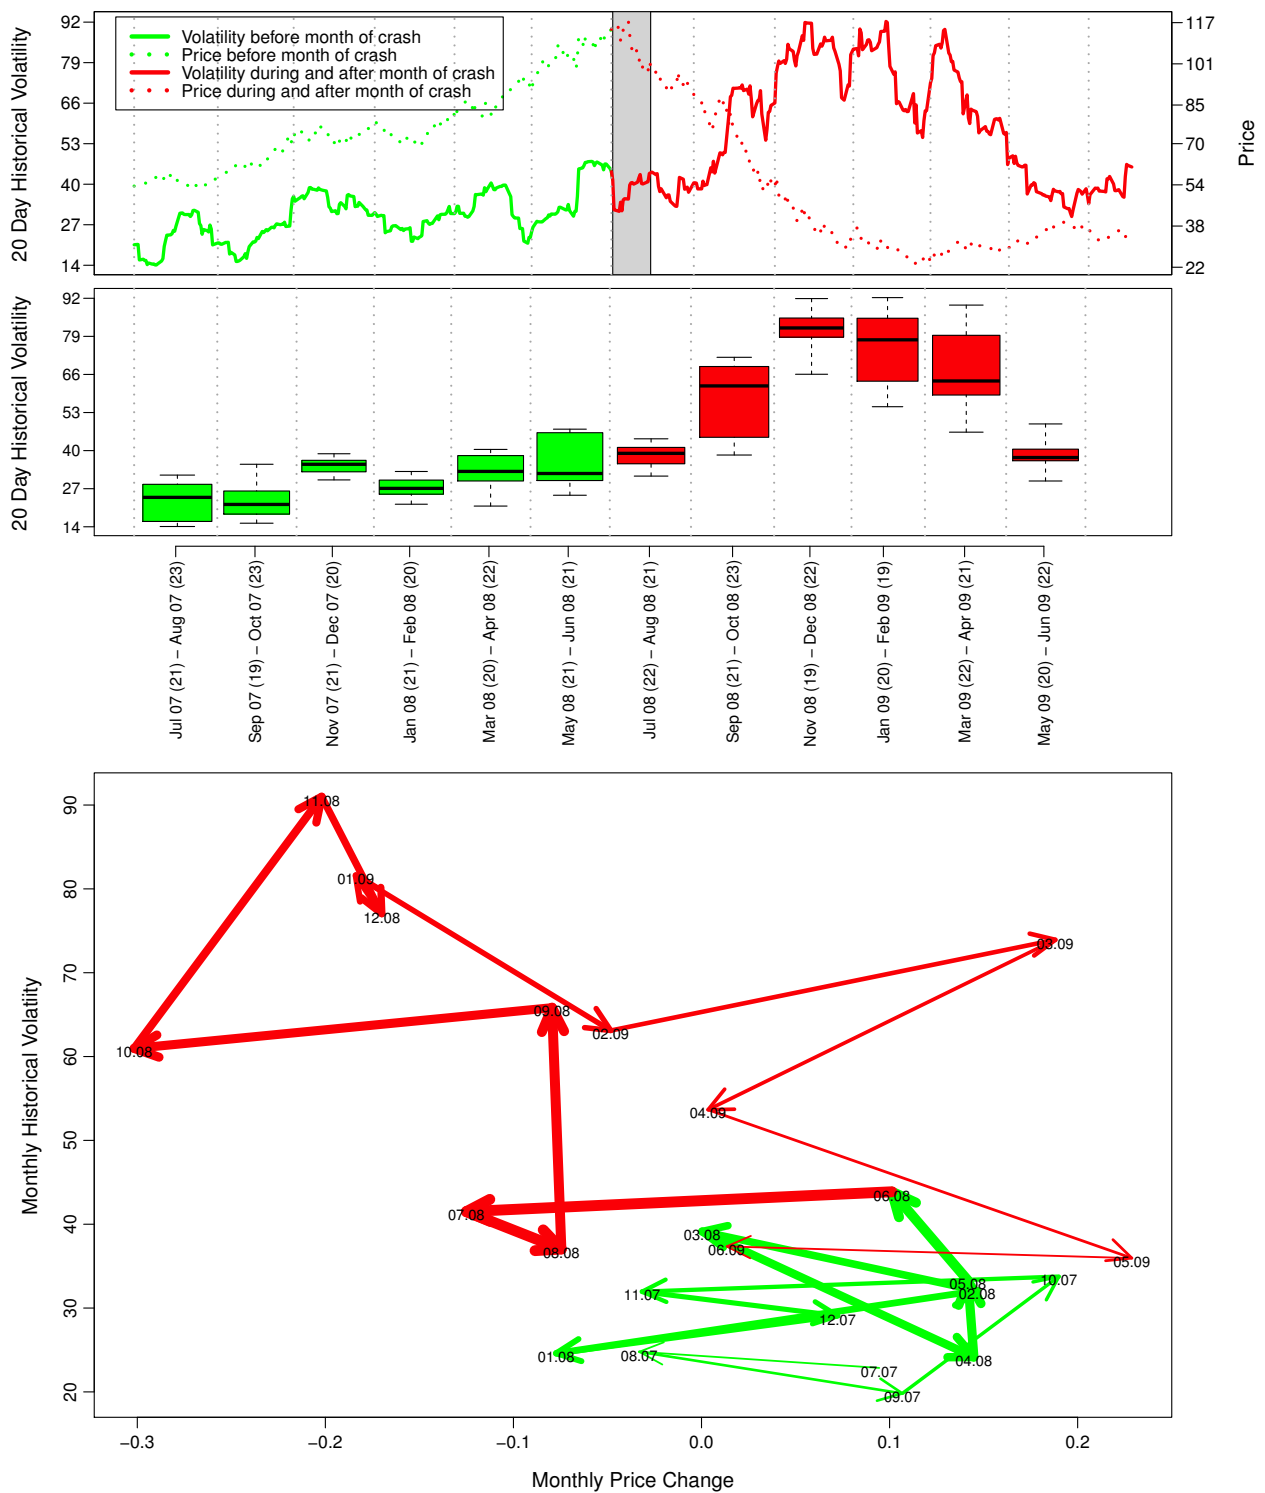 20 Day Historical Volatility
92
79
66
53
40
27
14
Volatility before month of crash
Price before month of crash
Volatility during and after month of crash
Price during and after month of crash
117
101
85
70
54
38
22
Price
20 Day Historical Volatility
92
79
66
53
40
27
14
Jul 07 (21) − Aug 07 (23)
Sep 07 (19) − Oct 07 (23)
Nov 07 (21) − Dec 07 (20)
Jan 08 (21) − Feb 08 (20)
Mar 08 (20) − Apr 08 (22)
May 08 (21) − Jun 08 (21)
Jul 08 (22) − Aug 08 (21)
Sep 08 (21) − Oct 08 (23)
Nov 08 (19) − Dec 08 (22)
Jan 09 (20) − Feb 09 (19)
Mar 09 (22) − Apr 09 (21)
May 09 (20) − Jun 09 (22)
Monthly Historical Volatiity
90
80
70
60
50
40
30
20
11.08
01.09
12.08
03.09
09.08
02.09
10.08
04.09
06.08
07.08
03.08
06.09
08.08
05.09
05.08
10.07
02.08
11.07
12.07
01.08
08.07
04.08
07.07
09.07
−0.3
−0.2
−0.1
0.0
0.1
0.2
Monthly Price Change